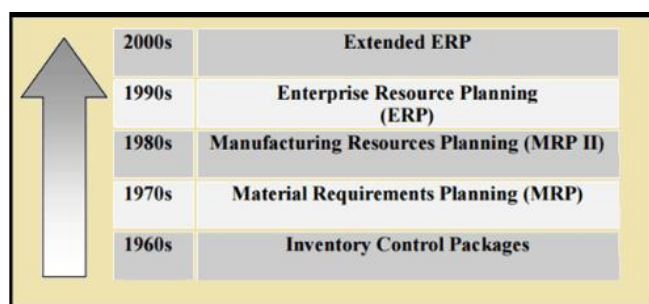 2000s Extended ERP
1990s Enterprise Resource Planning
(ERP)
1980s Manufacturing Resources Planning (MRP II)
1970s Material Requirements Planning (MRP)
1960s Inventory Control Packages